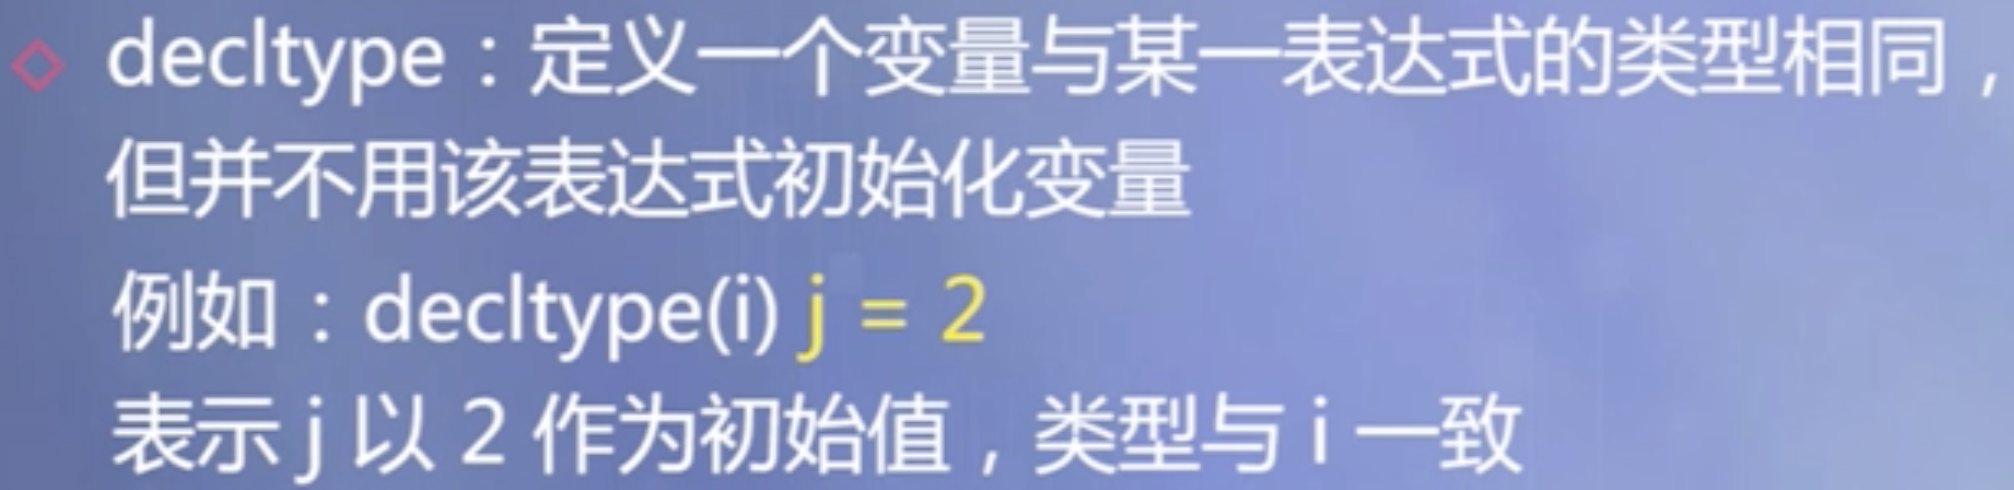 decltype：定义一个变量与某一表达式的类型相同，
但并不用该表达式初始化变量
例如：decltype(i) j = 2
表示 j 以 2 作为初始值，类型与 i 一致